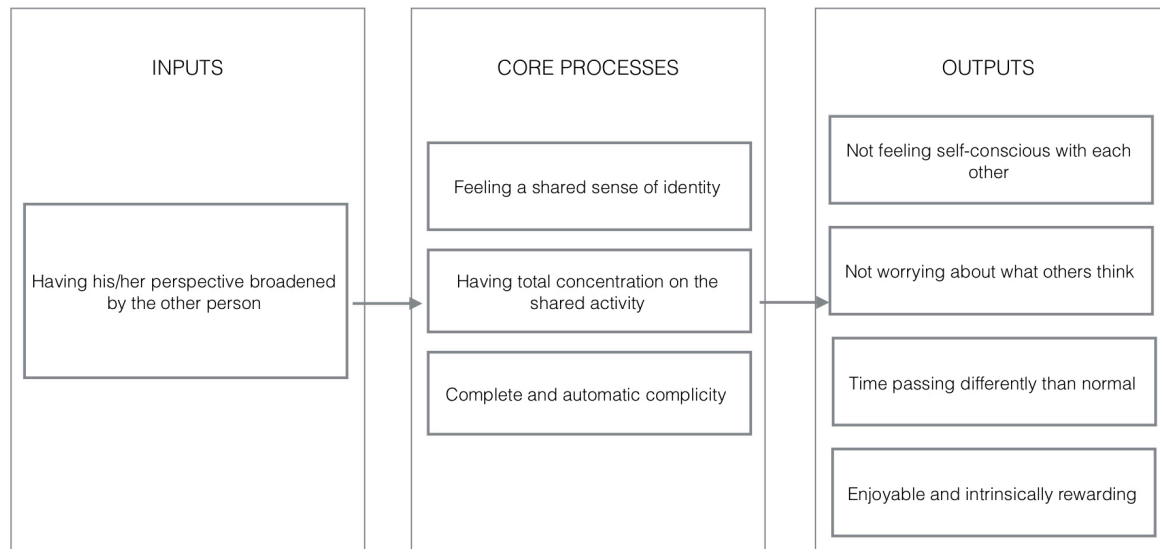 INPUTS
Having his/her perspective broadened
by the other person
CORE PROCESSES
Feeling a shared sense of identity
Having total concentration on the
shared activity
Complete and automatic complicity
OUTPUTS
Not feeling self-conscious with each
other
Not worrying about what others think
Time passing differently than normal
Enjoyable and intrinsically rewarding